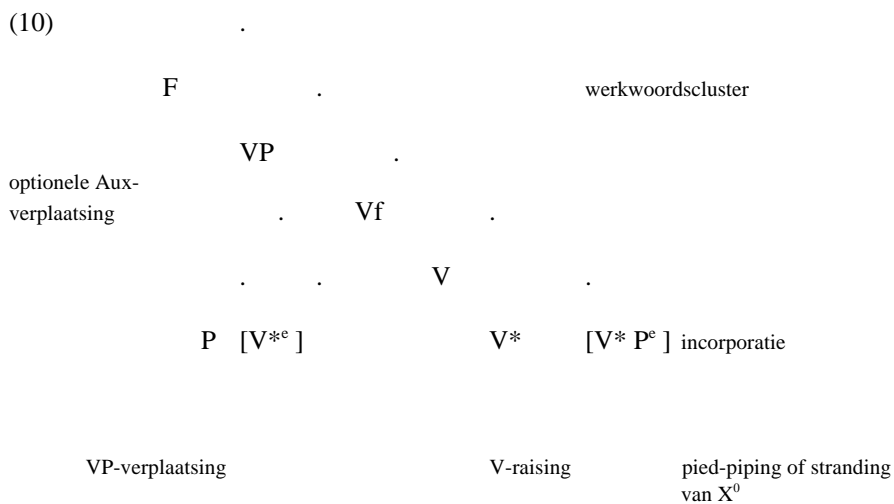 (10) .
F . werkwoordscluster
VP .
optionele Aux-
verplaatsing . Vf .
. . V .
P [V*ᵉ ] V* [V* Pᵉ ] incorporatie
VP-verplaatsing V-raising pied-piping of stranding
van X⁰